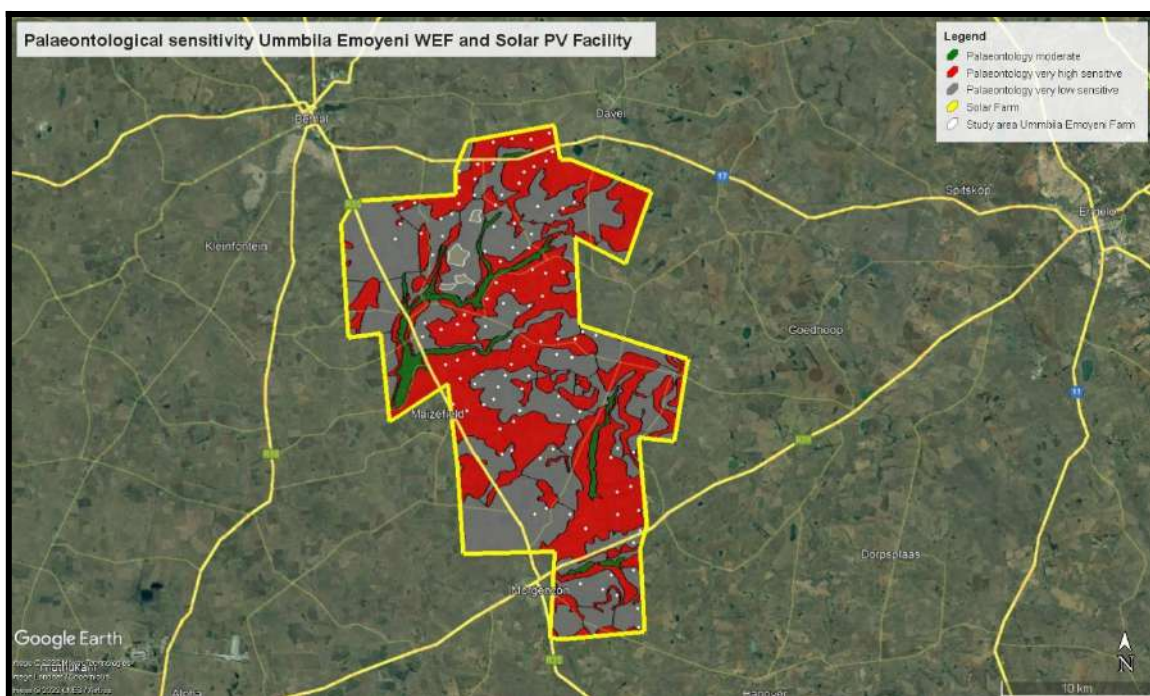 Palaeontological sensitivity Ummbila Emoyeni WEF and Solar PV Facility
Legend
Palaeontology moderate
Palaeontology very high sensitive
Palaeontology very low sensitive
Solar Farm
Study area Ummbila Emoyeni Farm
Davel
Bethal
17
Spitskop
Ermelo
Kleinfontein
Goedhoop
11
Maizefield
Dorpsplaas
Morgenzon
Google Earth
N
10 km